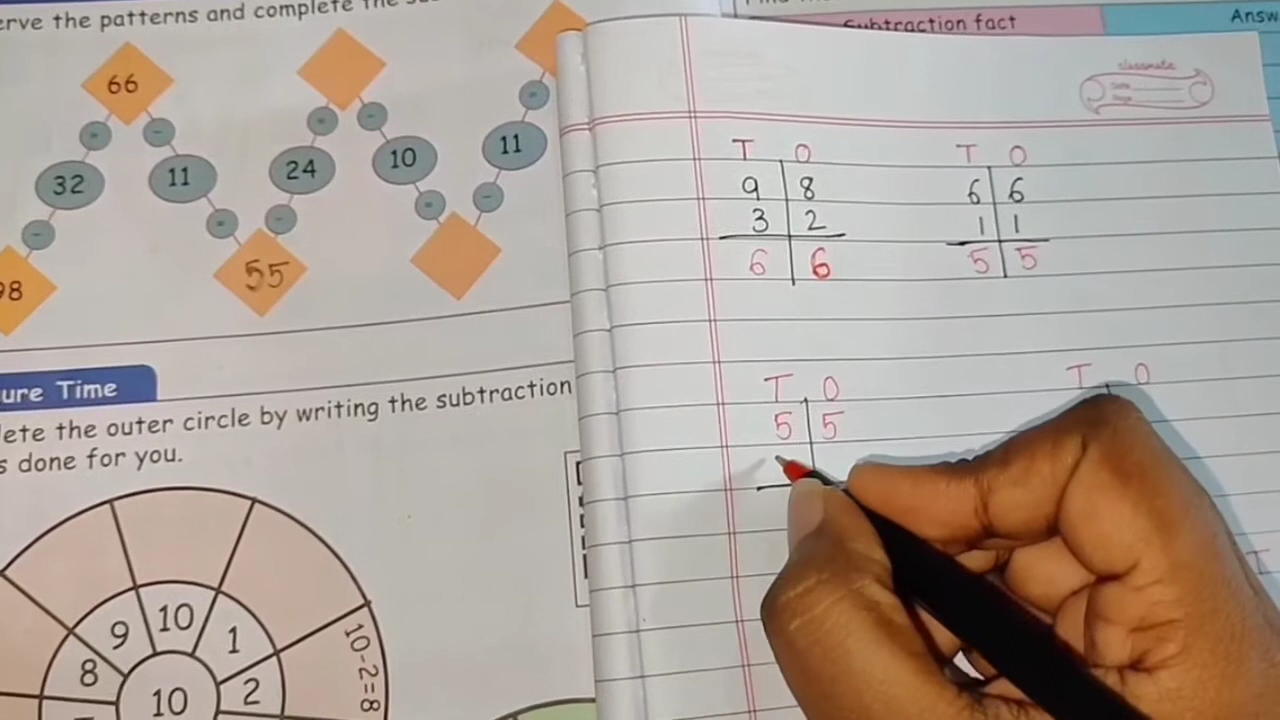 erve the patterns and complete the
66
= -
32 11 24 10 11
- = - = -
98 55
ure Time
lete the outer circle by writing the subtraction
s done for you.
9 10 1
8 2
10
10-2=8
Subtraction fact
Answ
classmate
T O
9 8
3 2
6 6
T O
6 6
1 1
5 5
T O
5 5
T O
T